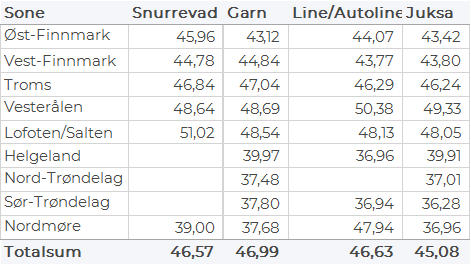 Sone Snurrevad Garn Line/Autoline Juksa
Øst-Finnmark 45,96 43,12 44,07 43,42
Vest-Finnmark 44,78 44,84 43,77 43,80
Troms 46,84 47,04 46,29 46,24
Vesterålen 48,64 48,69 50,38 49,33
Lofoten/Salten 51,02 48,54 48,13 48,05
Helgeland 39,97 36,96 39,91
Nord-Trøndelag 37,48 37,01
Sør-Trøndelag 37,80 36,94 36,28
Nordmøre 39,00 37,68 47,94 36,96
Totalsum 46,57 46,99 46,63 45,08